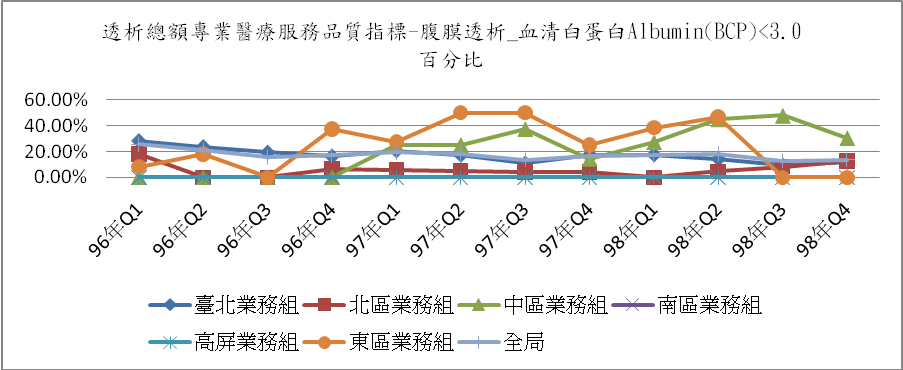 透析總額專業醫療服務品質指標-腹膜透析_血清白蛋白Albumin(BCP)<3.0
百分比
60.00%
40.00%
20.00%
0.00%
96年Q1 96年Q2 96年Q3 96年Q4 97年Q1 97年Q2 97年Q3 97年Q4 98年Q1 98年Q2 98年Q3 98年Q4
臺北業務組 北區業務組 中區業務組 南區業務組
高屏業務組 東區業務組 全局